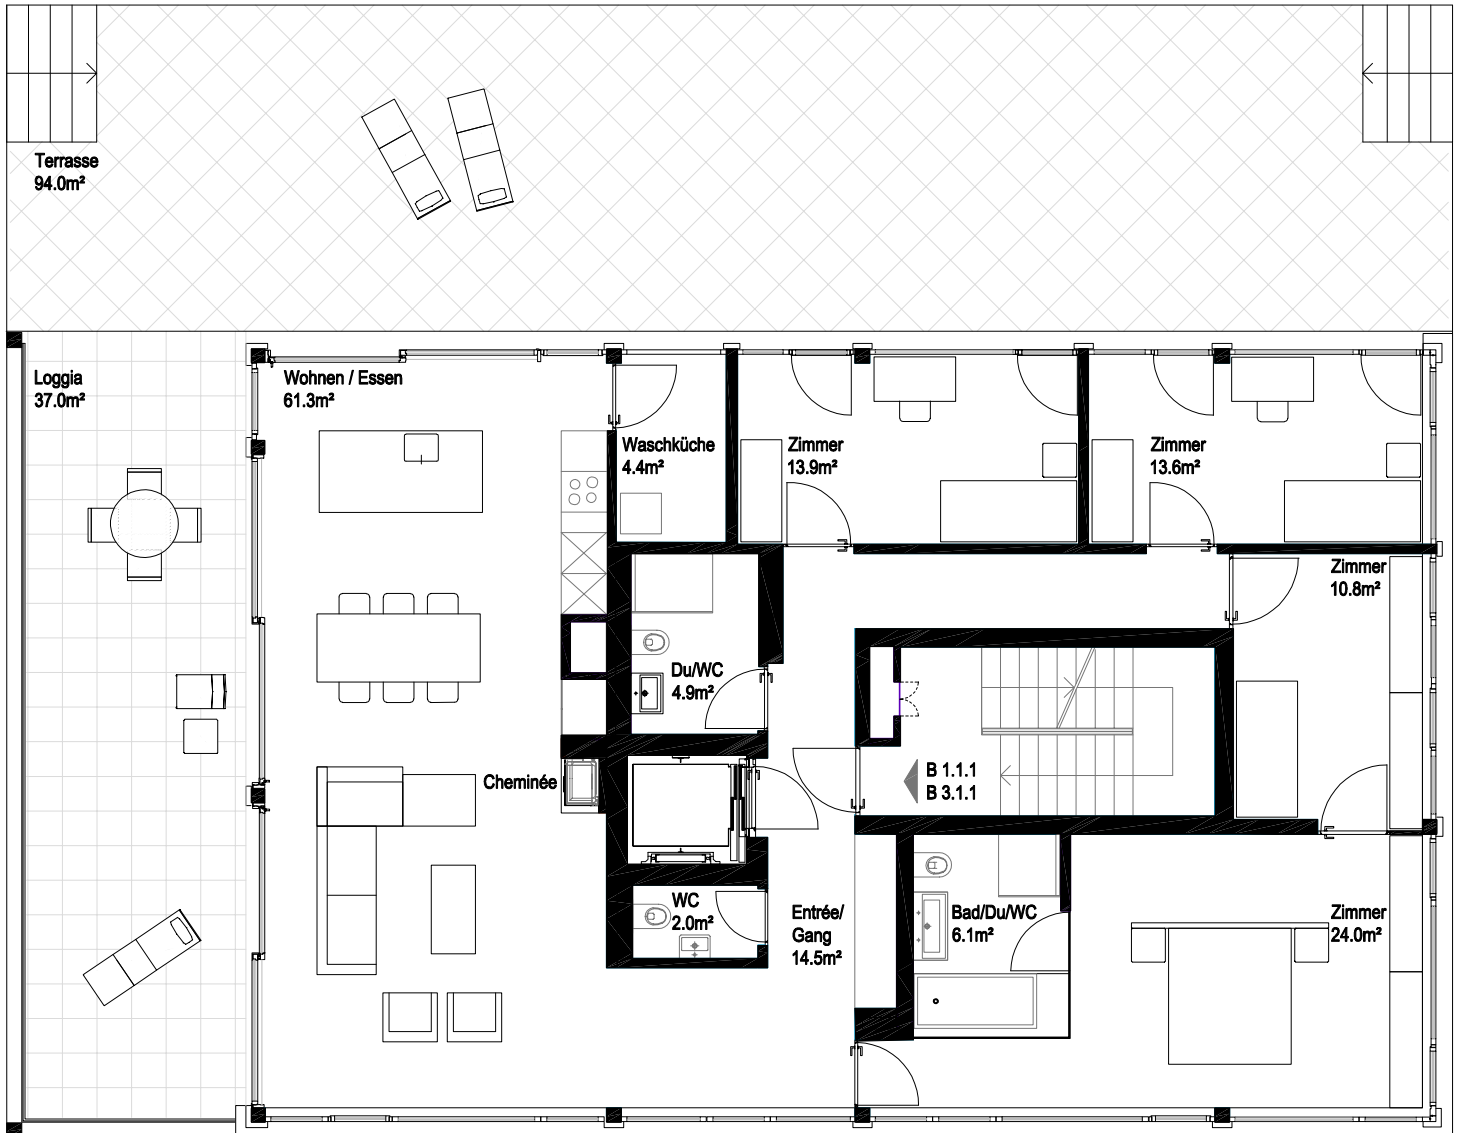 Terrasse
94.0m²
Loggia
37.0m²
Wohnen / Essen
61.3m²
Waschküche
4.4m²
Zimmer
13.9m²
Zimmer
13.6m²
Zimmer
10.8m²
Du/WC
4.9m²
Cheminée
B 1.1.1
B 3.1.1
WC
2.0m²
Entrée/
Gang
14.5m²
Bad/Du/WC
6.1m²
Zimmer
24.0m²